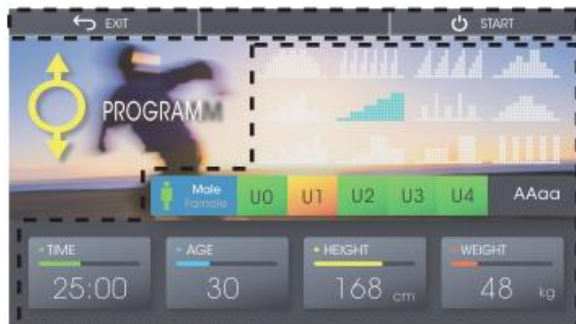 EXIT START
PROGRAMM
Male
Female
U0 U1 U2 U3 U4 AAaa
TIME AGE HEIGHT WEIGHT
25:00 30 168 cm 48 kg